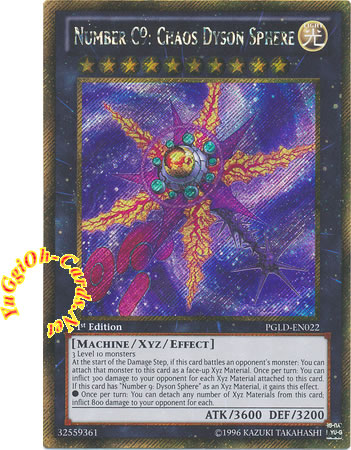 NUMBER C9: CHAOS DYSON SPHERE
LIGHT
光
YuGgiOh-Cards.Net
1st Edition
PGLD-EN022
[MACHINE/XYZ/EFFECT]
3 Level 10 monsters
At the start of the Damage Step, if this card battles an opponent's monster: You can
attach that monster to this card as a face-up Xyz Material. Once per turn: You can
inflict 300 damage to your opponent for each Xyz Material attached to this card.
If this card has "Number 9: Dyson Sphere" as an Xyz Material, it gains this effect.
● Once per turn: You can detach any number of Xyz Materials from this card;
inflict 800 damage to your opponent for each.
ATK/3600 DEF/3200
32559361
©1996 KAZUKI TAKAHASHI